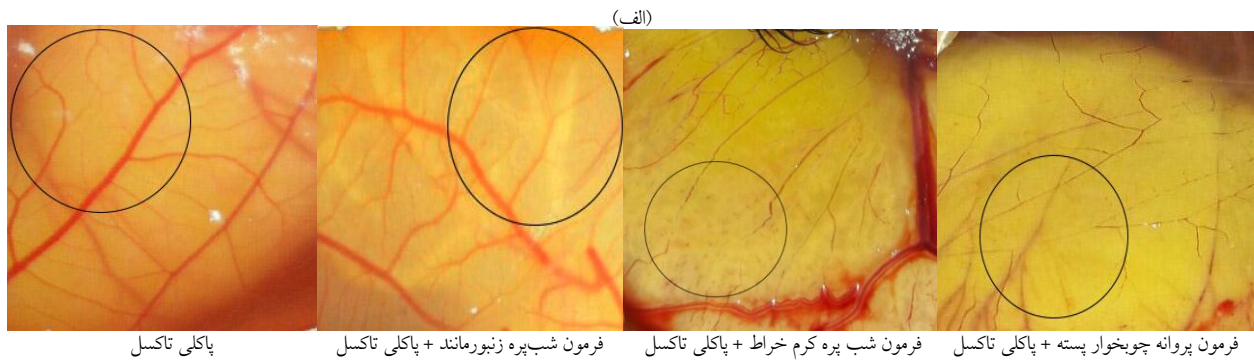 (الف)
فرمون پروانه چوبخوار پسته + پاکلی تاکسل
فرمون شب پره کرم خراط + پاکلی تاکسل
فرمون شب‌پره زنبورمانند + پاکلی تاکسل
پاکلی تاکسل